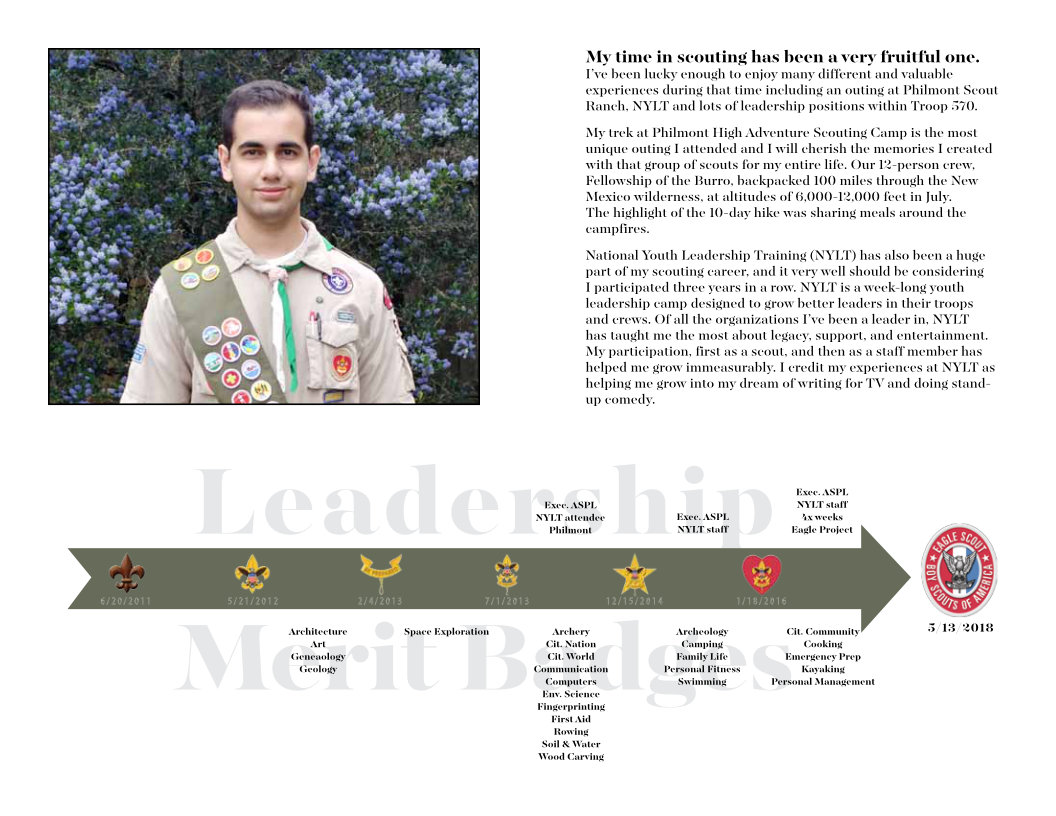 My time in scouting has been a very fruitful one.
I've been lucky enough to enjoy many different and valuable
experiences during that time including an outing at Philmont Scout
Ranch, NYLT and lots of leadership positions within Troop 570.
My trek at Philmont High Adventure Scouting Camp is the most
unique outing I attended and I will cherish the memories I created
with that group of scouts for my entire life. Our 12-person crew,
Fellowship of the Burro, backpacked 100 miles through the New
Mexico wilderness, at altitudes of 6,000-12,000 feet in July.
The highlight of the 10-day hike was sharing meals around the
campfires.
National Youth Leadership Training (NYLT) has also been a huge
part of my scouting career, and it very well should be considering
I participated three years in a row. NYLT is a week-long youth
leadership camp designed to grow better leaders in their troops
and crews. Of all the organizations I've been a leader in, NYLT
has taught me the most about legacy, support, and entertainment.
My participation, first as a scout, and then as a staff member has
helped me grow immeasurably. I credit my experiences at NYLT as
helping me grow into my dream of writing for TV and doing stand-
up comedy.
Leadership
Exec. ASPL
NYLT attendee
Philmont
Exec. ASPL
NYLT staff
Exec. ASPL
NYLT staff
4x weeks
Eagle Project
BE PREPARED
6/20/2011
5/21/2012
2/4/2013
7/1/2013
12/15/2014
1/18/2016
EAGLE SCOUT
BOY SCOUTS OF AMERICA
5/13/2018
Merit Badges
Architecture
Art
Geneaology
Geology
Space Exploration
Archery
Cit. Nation
Cit. World
Communication
Computers
Env. Science
Fingerprinting
First Aid
Rowing
Soil & Water
Wood Carving
Archeology
Camping
Family Life
Personal Fitness
Swimming
Cit. Community
Cooking
Emergency Prep
Kayaking
Personal Management